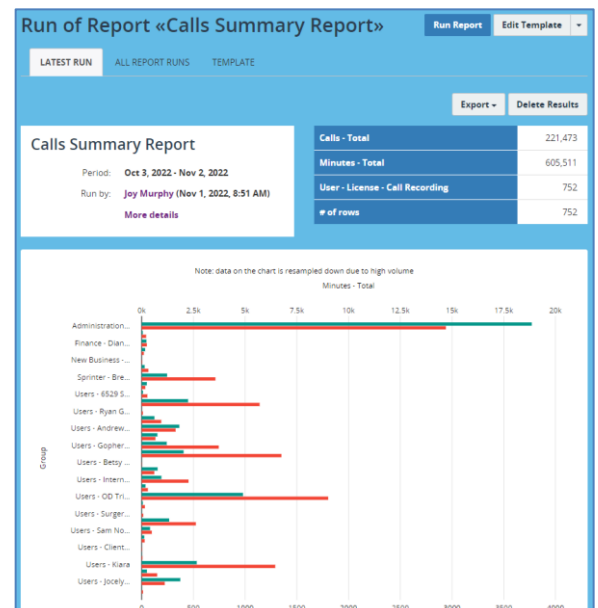 Run of Report «Calls Summary Report»
Run Report
Edit Template
LATEST RUN
ALL REPORT RUNS
TEMPLATE
Export
Delete Results
Calls Summary Report
Period: Oct 3, 2022 - Nov 2, 2022
Run by: Joy Murphy (Nov 1, 2022, 8:51 AM)
More details
Calls - Total 221,473
Minutes - Total 605,511
User - License - Call Recording 752
# of rows 752
Note: data on the chart is resampled down due to high volume
Minutes - Total
0k 2.5k 5k 7.5k 10k 12.5k 15k 17.5k 20k
Group
Administration...
Finance - Dian...
New Business -...
Sprinter - Bre...
Users - 6529 S...
Users - Ryan G...
Users - Andrew...
Users - Gopher...
Users - Betsy ...
Users - Intern...
Users - OD Tri...
Users - Surger...
Users - Sam No...
Users - Client...
Users - Kiara
Users - Jocely...
0 500 1000 1500 2000 2500 3000 3500 4000